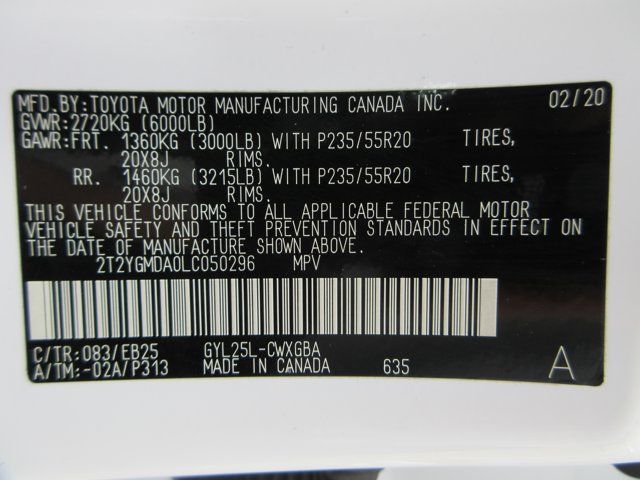 MFD.BY:TOYOTA MOTOR MANUFACTURING CANADA INC. 02/20
GVWR:2720KG (6000LB)
GAWR:FRT. 1360KG (3000LB) WITH P235/55R20 TIRES,
20X8J RIMS.
RR. 1460KG (3215LB) WITH P235/55R20 TIRES,
20X8J RIMS.
THIS VEHICLE CONFORMS TO ALL APPLICABLE FEDERAL MOTOR
VEHICLE SAFETY AND THEFT PREVENTION STANDARDS IN EFFECT ON
THE DATE OF MANUFACTURE SHOWN ABOVE.
2T2YGMDA0LC050296 MPV
C/TR:083/EB25 GYL25L-CWXGBA
A/TM:-02A/P313 MADE IN CANADA 635 A